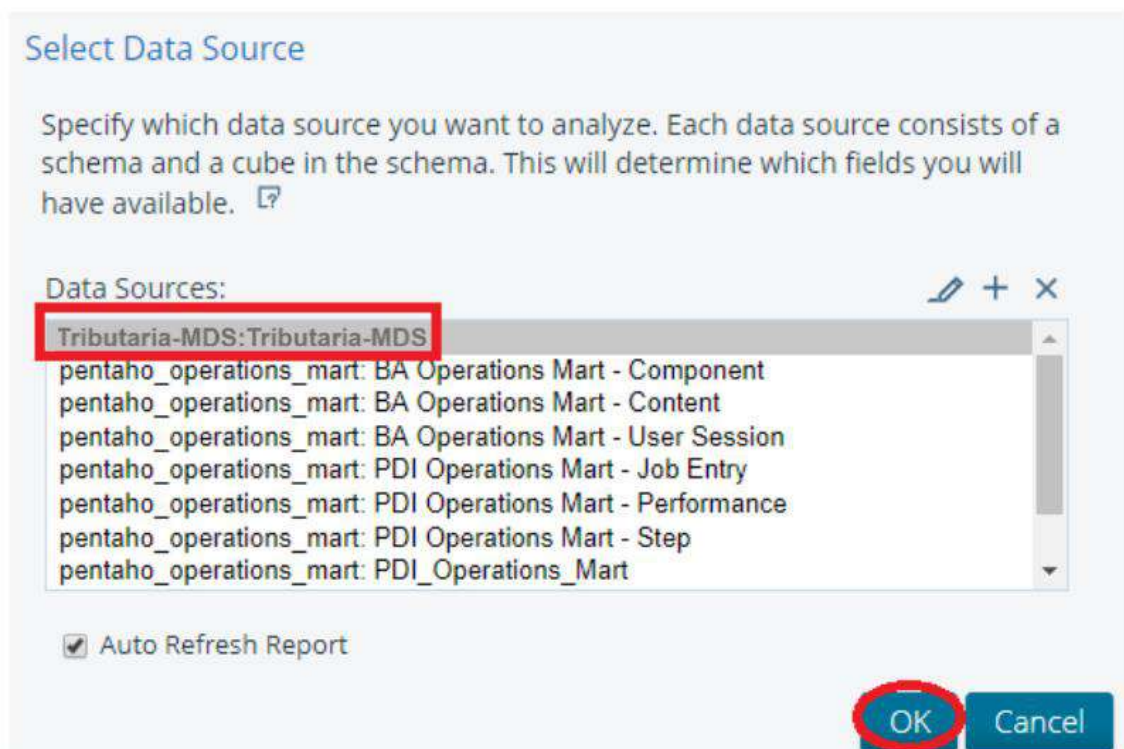 Select Data Source
Specify which data source you want to analyze. Each data source consists of a
schema and a cube in the schema. This will determine which fields you will
have available.
Data Sources:
Tributaria-MDS:Tributaria-MDS
pentaho_operations_mart: BA Operations Mart - Component
pentaho_operations_mart: BA Operations Mart - Content
pentaho_operations_mart: BA Operations Mart - User Session
pentaho_operations_mart: PDI Operations Mart - Job Entry
pentaho_operations_mart: PDI Operations Mart - Performance
pentaho_operations_mart: PDI Operations Mart - Step
pentaho_operations_mart: PDI_Operations_Mart
Auto Refresh Report
OK Cancel